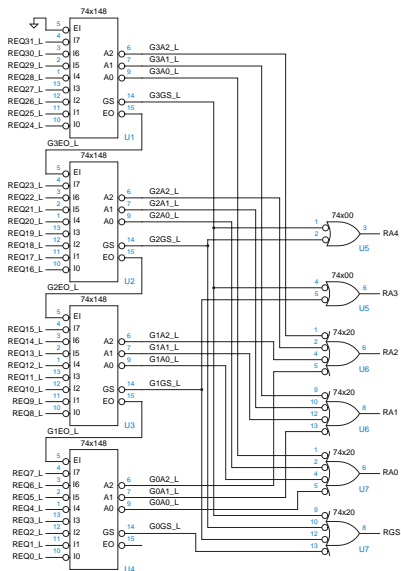 74x148
5 EI
REQ31_L 4 I7
REQ30_L 3 I6 A2 6 G3A2_L
REQ29_L 2 I5 A1 7 G3A1_L
REQ28_L 1 I4 A0 9 G3A0_L
REQ27_L 13 I3
REQ26_L 12 I2 GS 14 G3GS_L
REQ25_L 11 I1 EO 15
REQ24_L 10 I0
U1
G3EO_L
74x148
5 EI
REQ23_L 4 I7
REQ22_L 3 I6 A2 6 G2A2_L
REQ21_L 2 I5 A1 7 G2A1_L
REQ20_L 1 I4 A0 9 G2A0_L
REQ19_L 13 I3
REQ18_L 12 I2 GS 14 G2GS_L
REQ17_L 11 I1 EO 15
REQ16_L 10 I0
U2
G2EO_L
74x148
5 EI
REQ15_L 4 I7
REQ14_L 3 I6 A2 6 G1A2_L
REQ13_L 2 I5 A1 7 G1A1_L
REQ12_L 1 I4 A0 9 G1A0_L
REQ11_L 13 I3
REQ10_L 12 I2 GS 14 G1GS_L
REQ9_L 11 I1 EO 15
REQ8_L 10 I0
U3
G1EO_L
74x148
5 EI
REQ7_L 4 I7
REQ6_L 3 I6 A2 6 G0A2_L
REQ5_L 2 I5 A1 7 G0A1_L
REQ4_L 1 I4 A0 9 G0A0_L
REQ3_L 13 I3
REQ2_L 12 I2 GS 14 G0GS_L
REQ1_L 11 I1 EO 15
REQ0_L 10 I0
U4
74x00
1 2 3 RA4
U5
74x00
4 5 6 RA3
U5
74x20
1 2 4 5 6 RA2
U6
74x20
9 10 12 13 8 RA1
U6
74x20
1 2 4 5 6 RA0
U7
74x20
9 10 12 13 8 RGS
U7